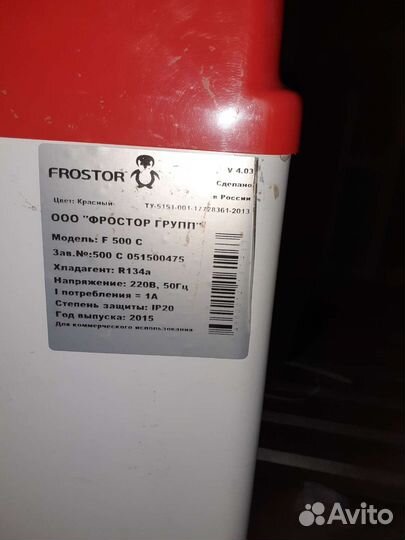 FROSTOR
V 4.03
Сделано
в России
Цвет: Красный
ТУ-5151-001-17728361-2013
ООО "ФРОСТОР ГРУПП"
Модель: F 500 C
Зав.№:500 С 051500475
Хладагент: R134a
Напряжение: 220В, 50Гц
I потребления = 1А
Степень защиты: IP20
Год выпуска: 2015
Для коммерческого использования
Avito